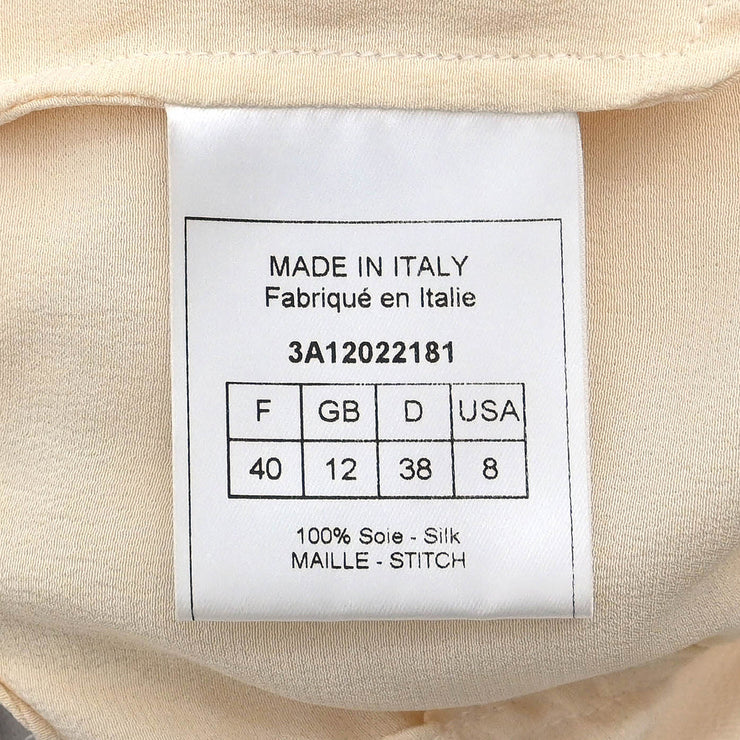 MADE IN ITALY
Fabriqué en Italie
3A12022181
F GB D USA
40 12 38 8
100% Soie - Silk
MAILLE - STITCH